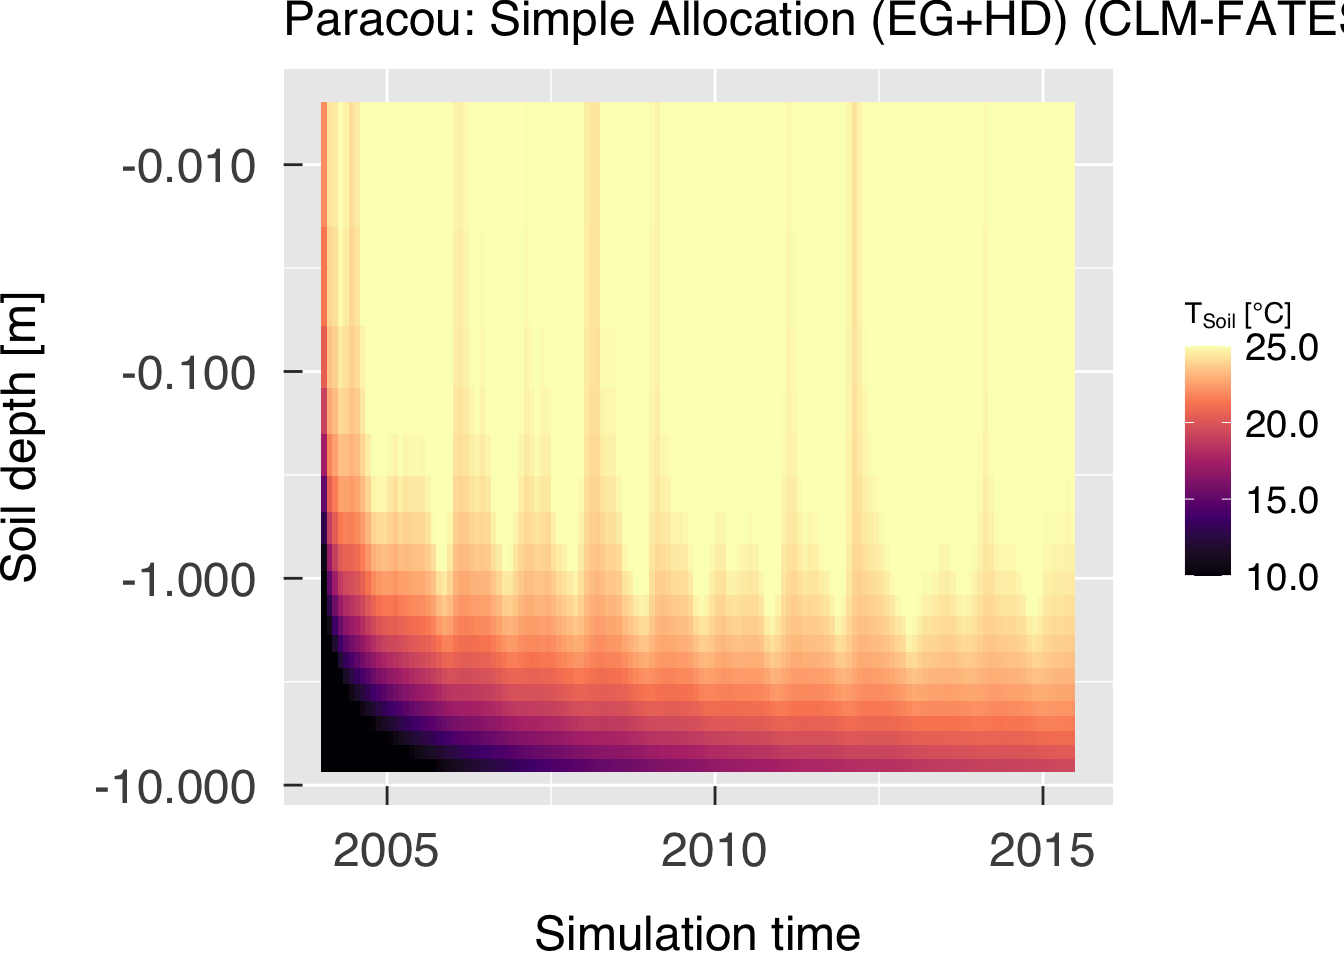 Paracou: Simple Allocation (EG+HD) (CLM-FATES
-0.010
-0.100
-1.000
-10.000
Soil depth [m]
2005 2010 2015
Simulation time
TSoil [°C]
25.0
20.0
15.0
10.0